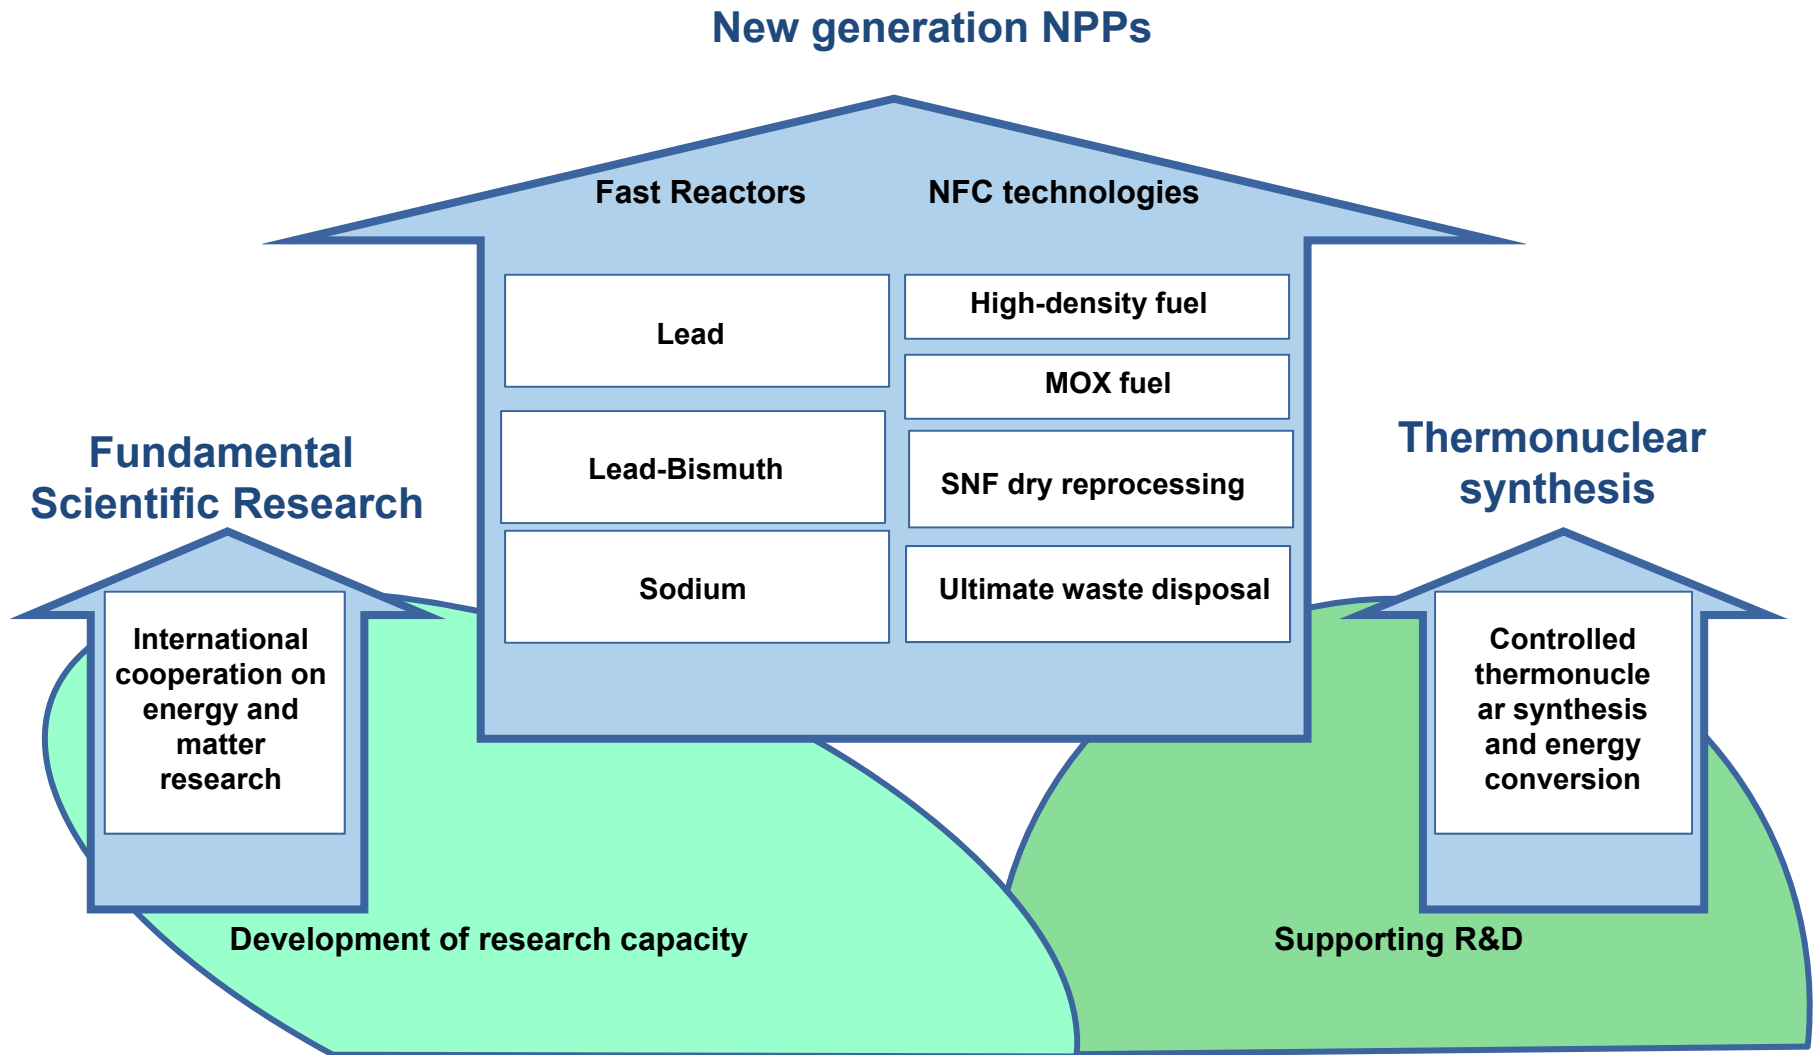 New generation NPPs
Fast Reactors
NFC technologies
Lead
Lead-Bismuth
Sodium
High-density fuel
MOX fuel
SNF dry reprocessing
Ultimate waste disposal
Fundamental
Scientific Research
International
cooperation on
energy and
matter
research
Thermonuclear
synthesis
Controlled
thermonucle
ar synthesis
and energy
conversion
Development of research capacity
Supporting R&D